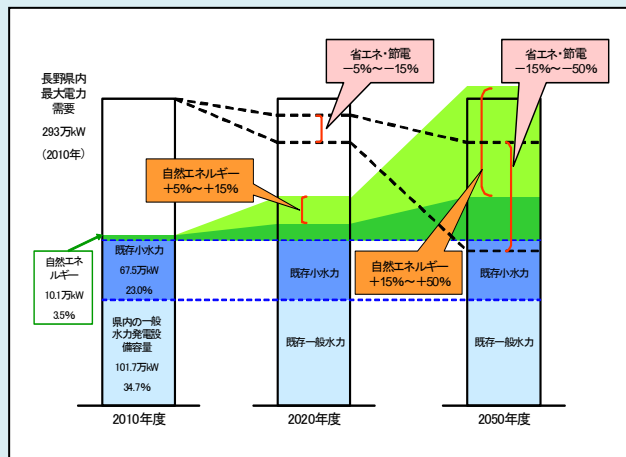 省エネ・節電
−5%～−15%
省エネ・節電
−15%～−50%
長野県内
最大電力
需要
293万kW
（2010年）
自然エネルギー
+5%～+15%
自然エネ
ルギー
10.1万kW
3.5%
既存小水力
67.5万kW
23.0%
県内の一般
水力発電設
備容量
101.7万kW
34.7%
既存小水力
既存一般水力
自然エネルギー
+15%～+50%
既存小水力
既存一般水力
2010年度
2020年度
2050年度